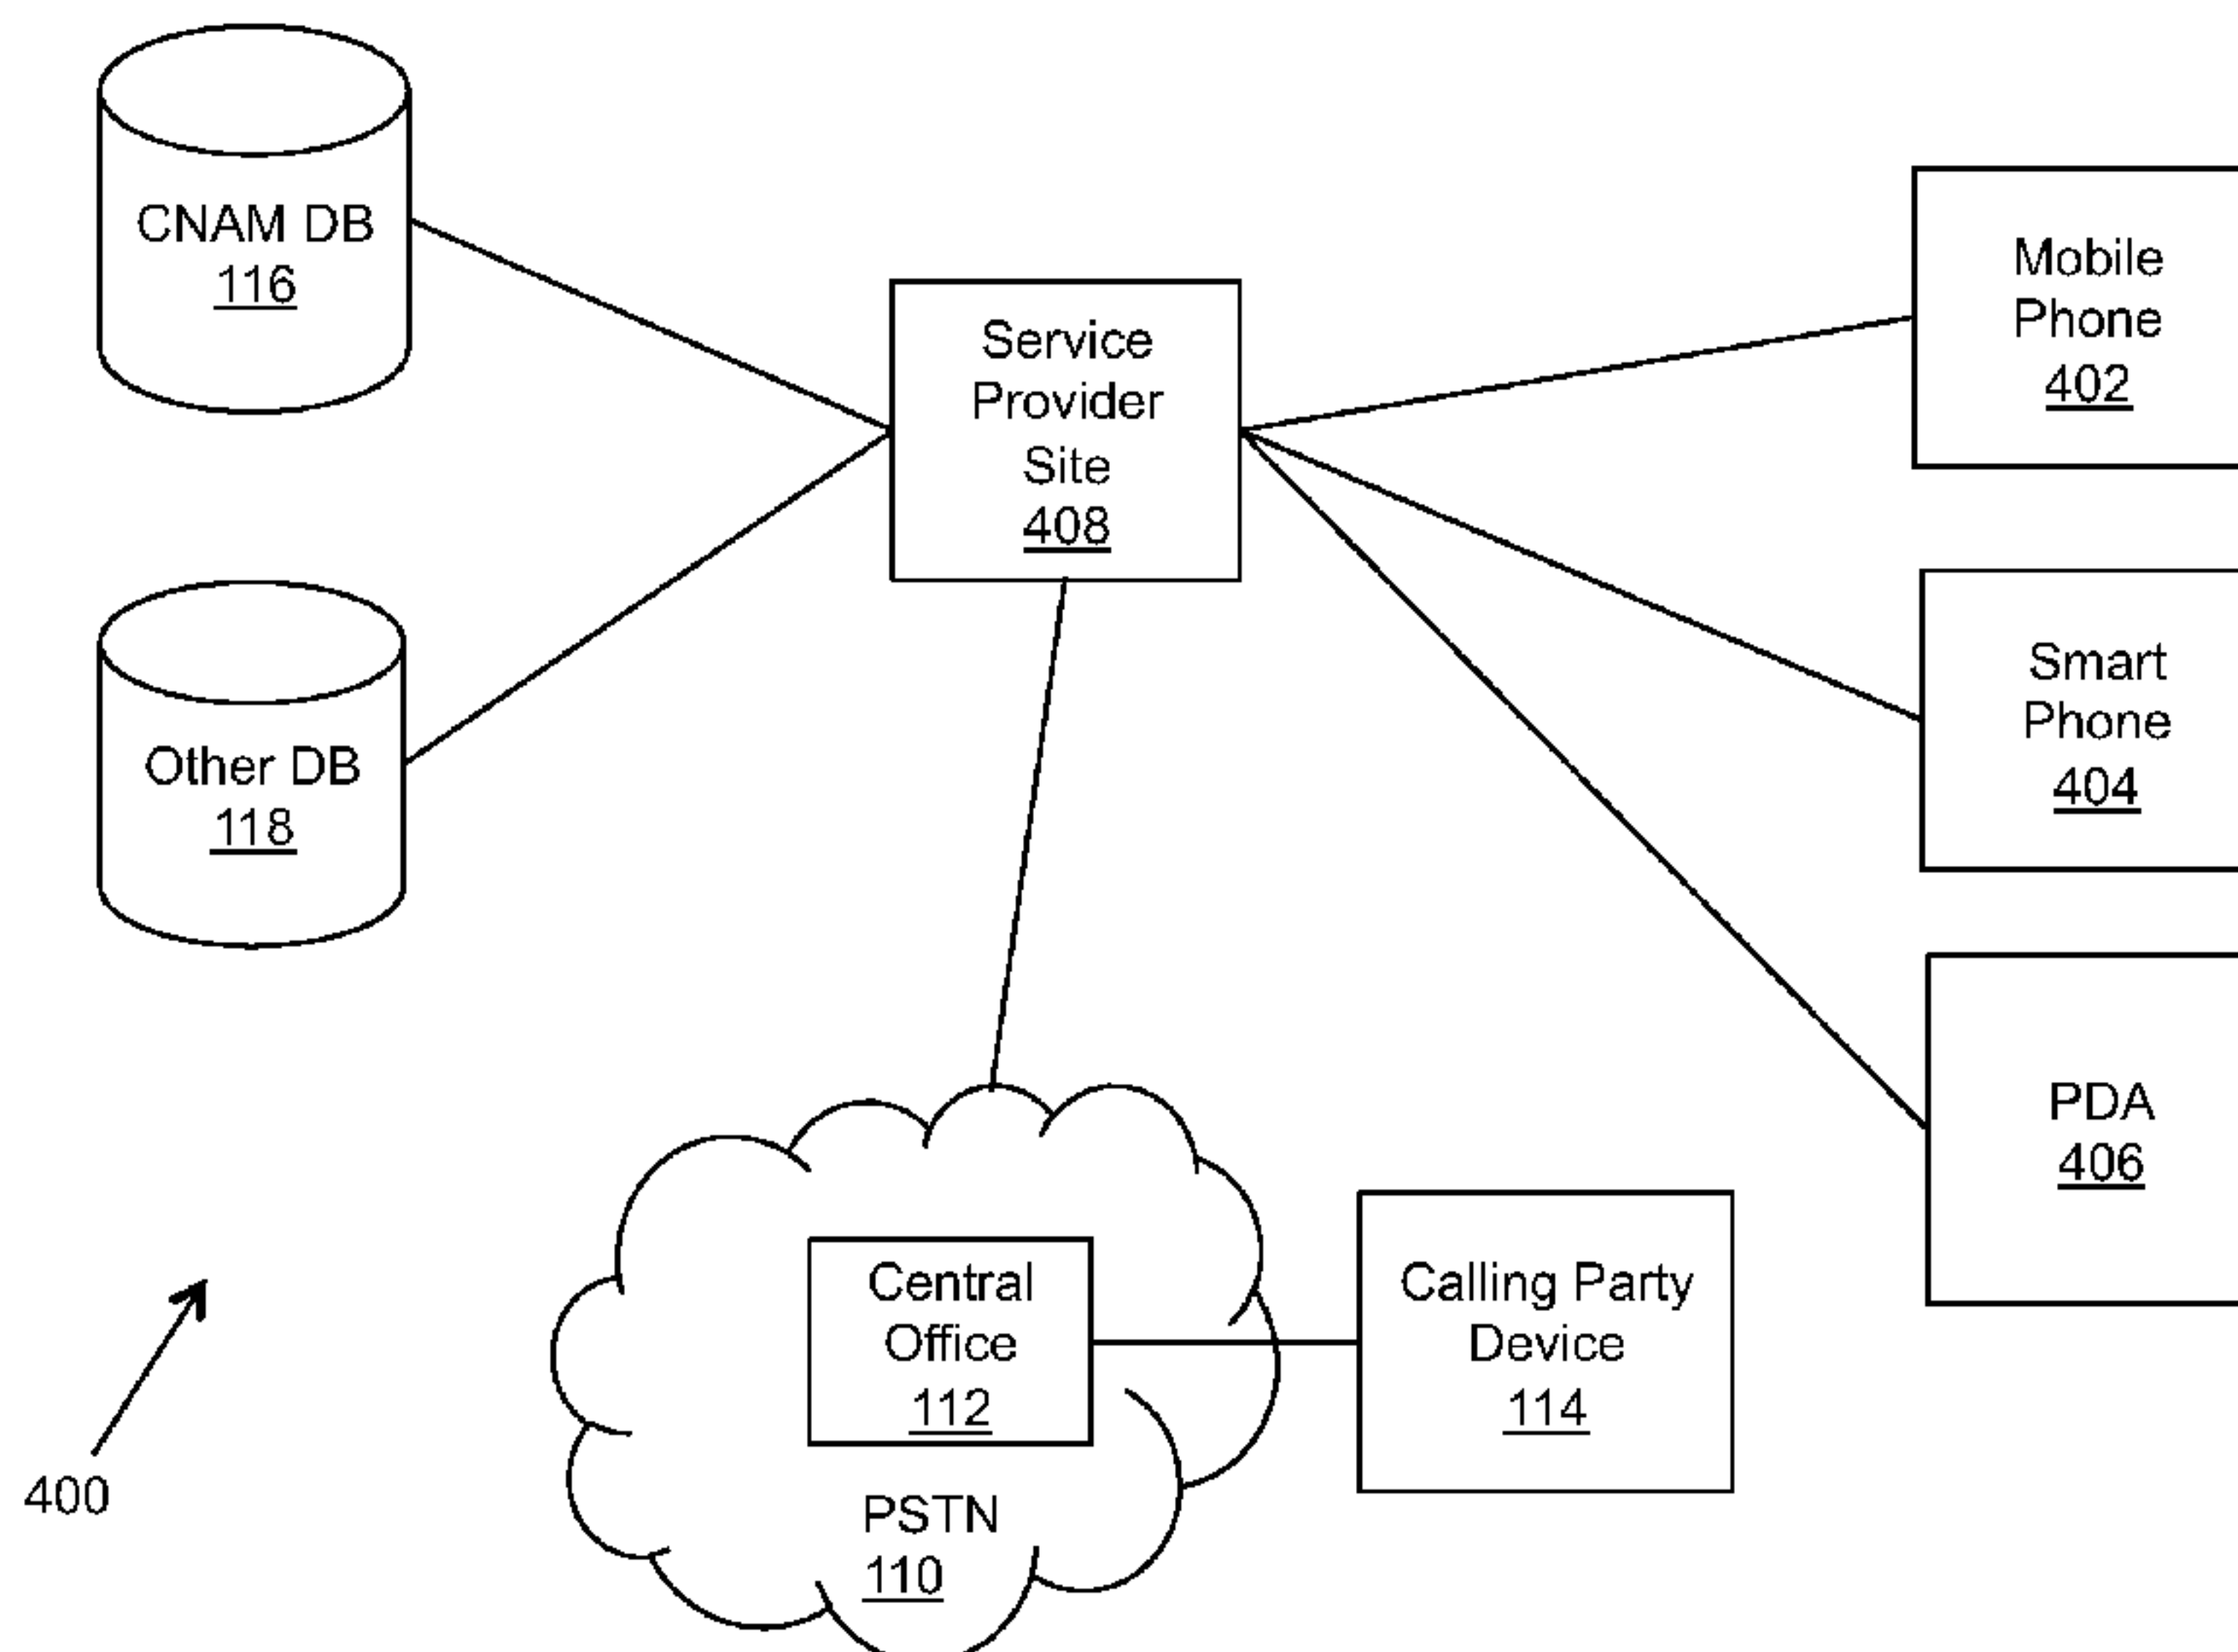 CNAM DB
116
Other DB
118
Service
Provider
Site
408
Mobile
Phone
402
Smart
Phone
404
PDA
406
Central
Office
112
PSTN
110
Calling Party
Device
114
400